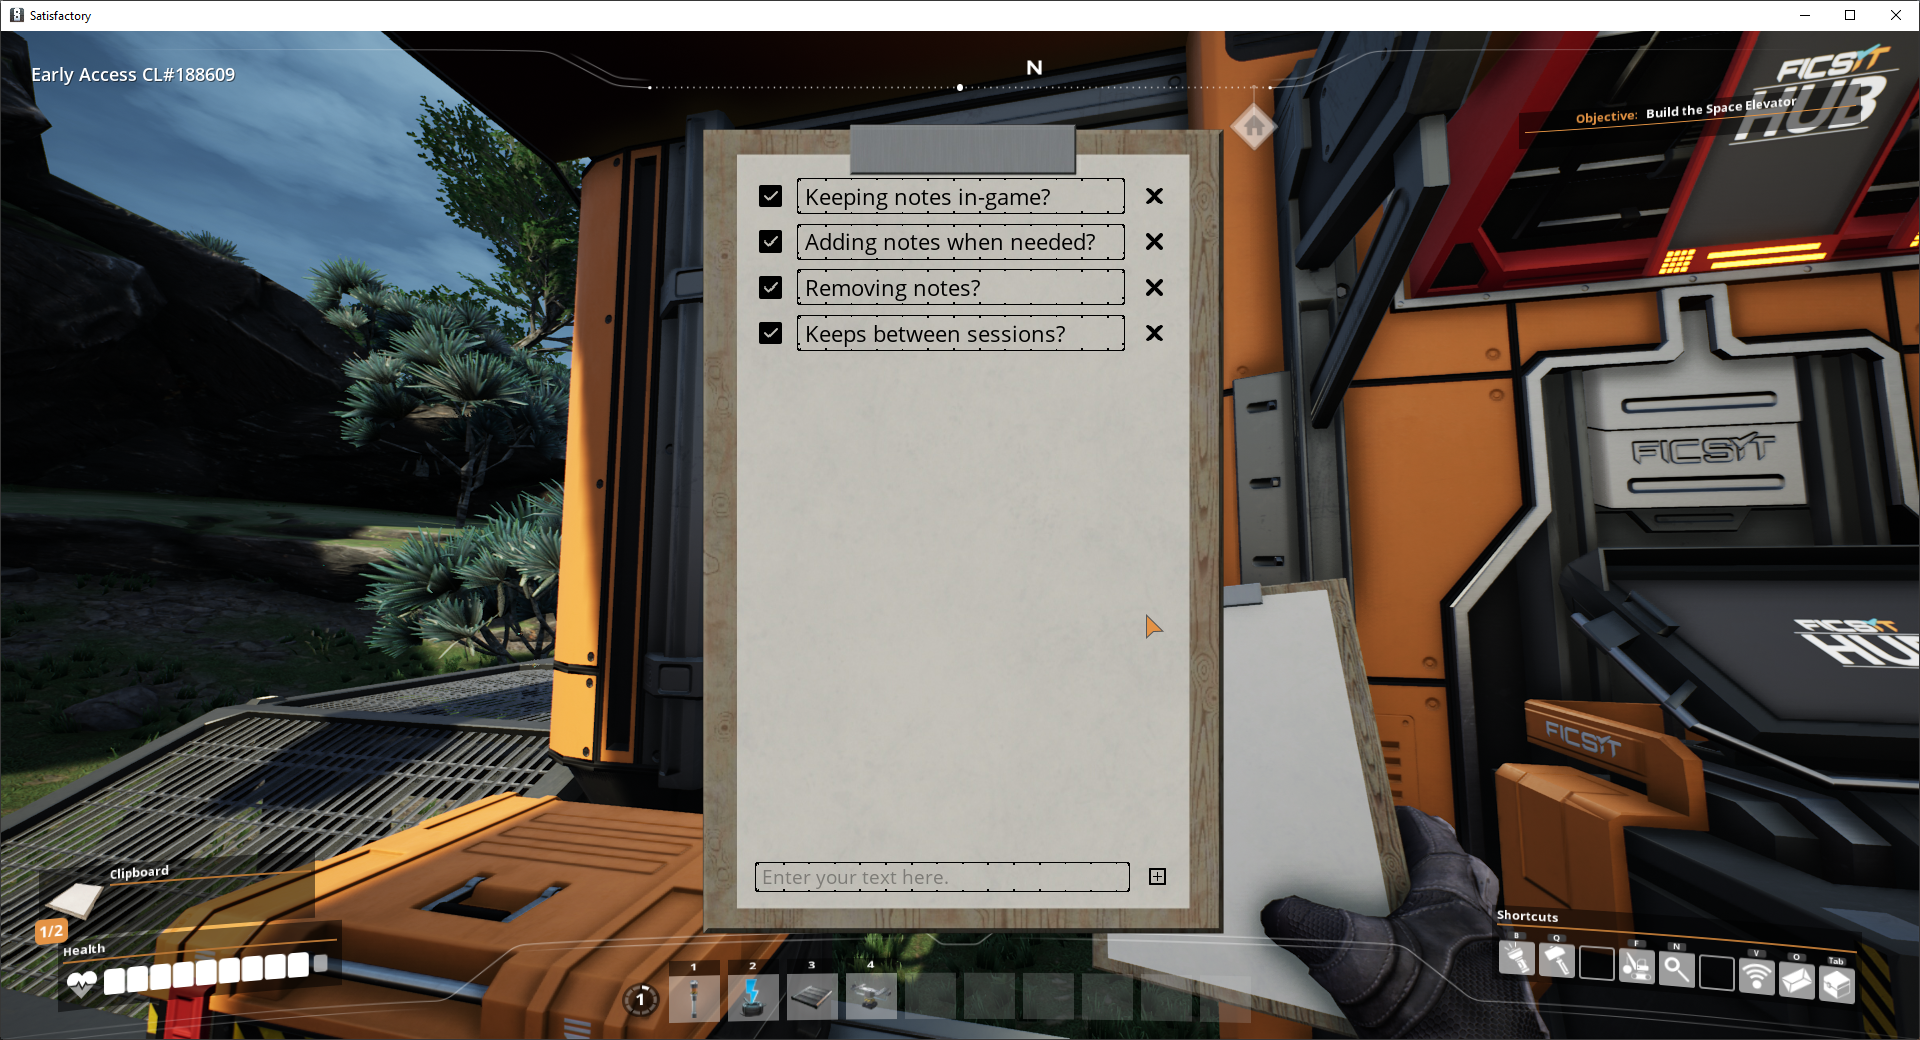 Satisfactory
Early Access CL#188609
N
FICSIT
HUB
Objective: Build the Space Elevator
Keeping notes in-game?
Adding notes when needed?
Removing notes?
Keeps between sessions?
FICSIT
FICSIT
HU
FICSIT
Enter your text here.
Clipboard
1/2
Health
1
1
2
3
4
Shortcuts
B
Q
F
N
V
O
Tab